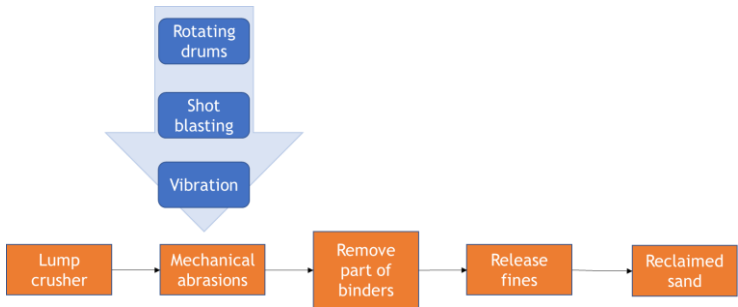 Rotating
drums
Shot
blasting
Vibration
Lump
crusher
Mechanical
abrasions
Remove
part of
binders
Release
fines
Reclaimed
sand